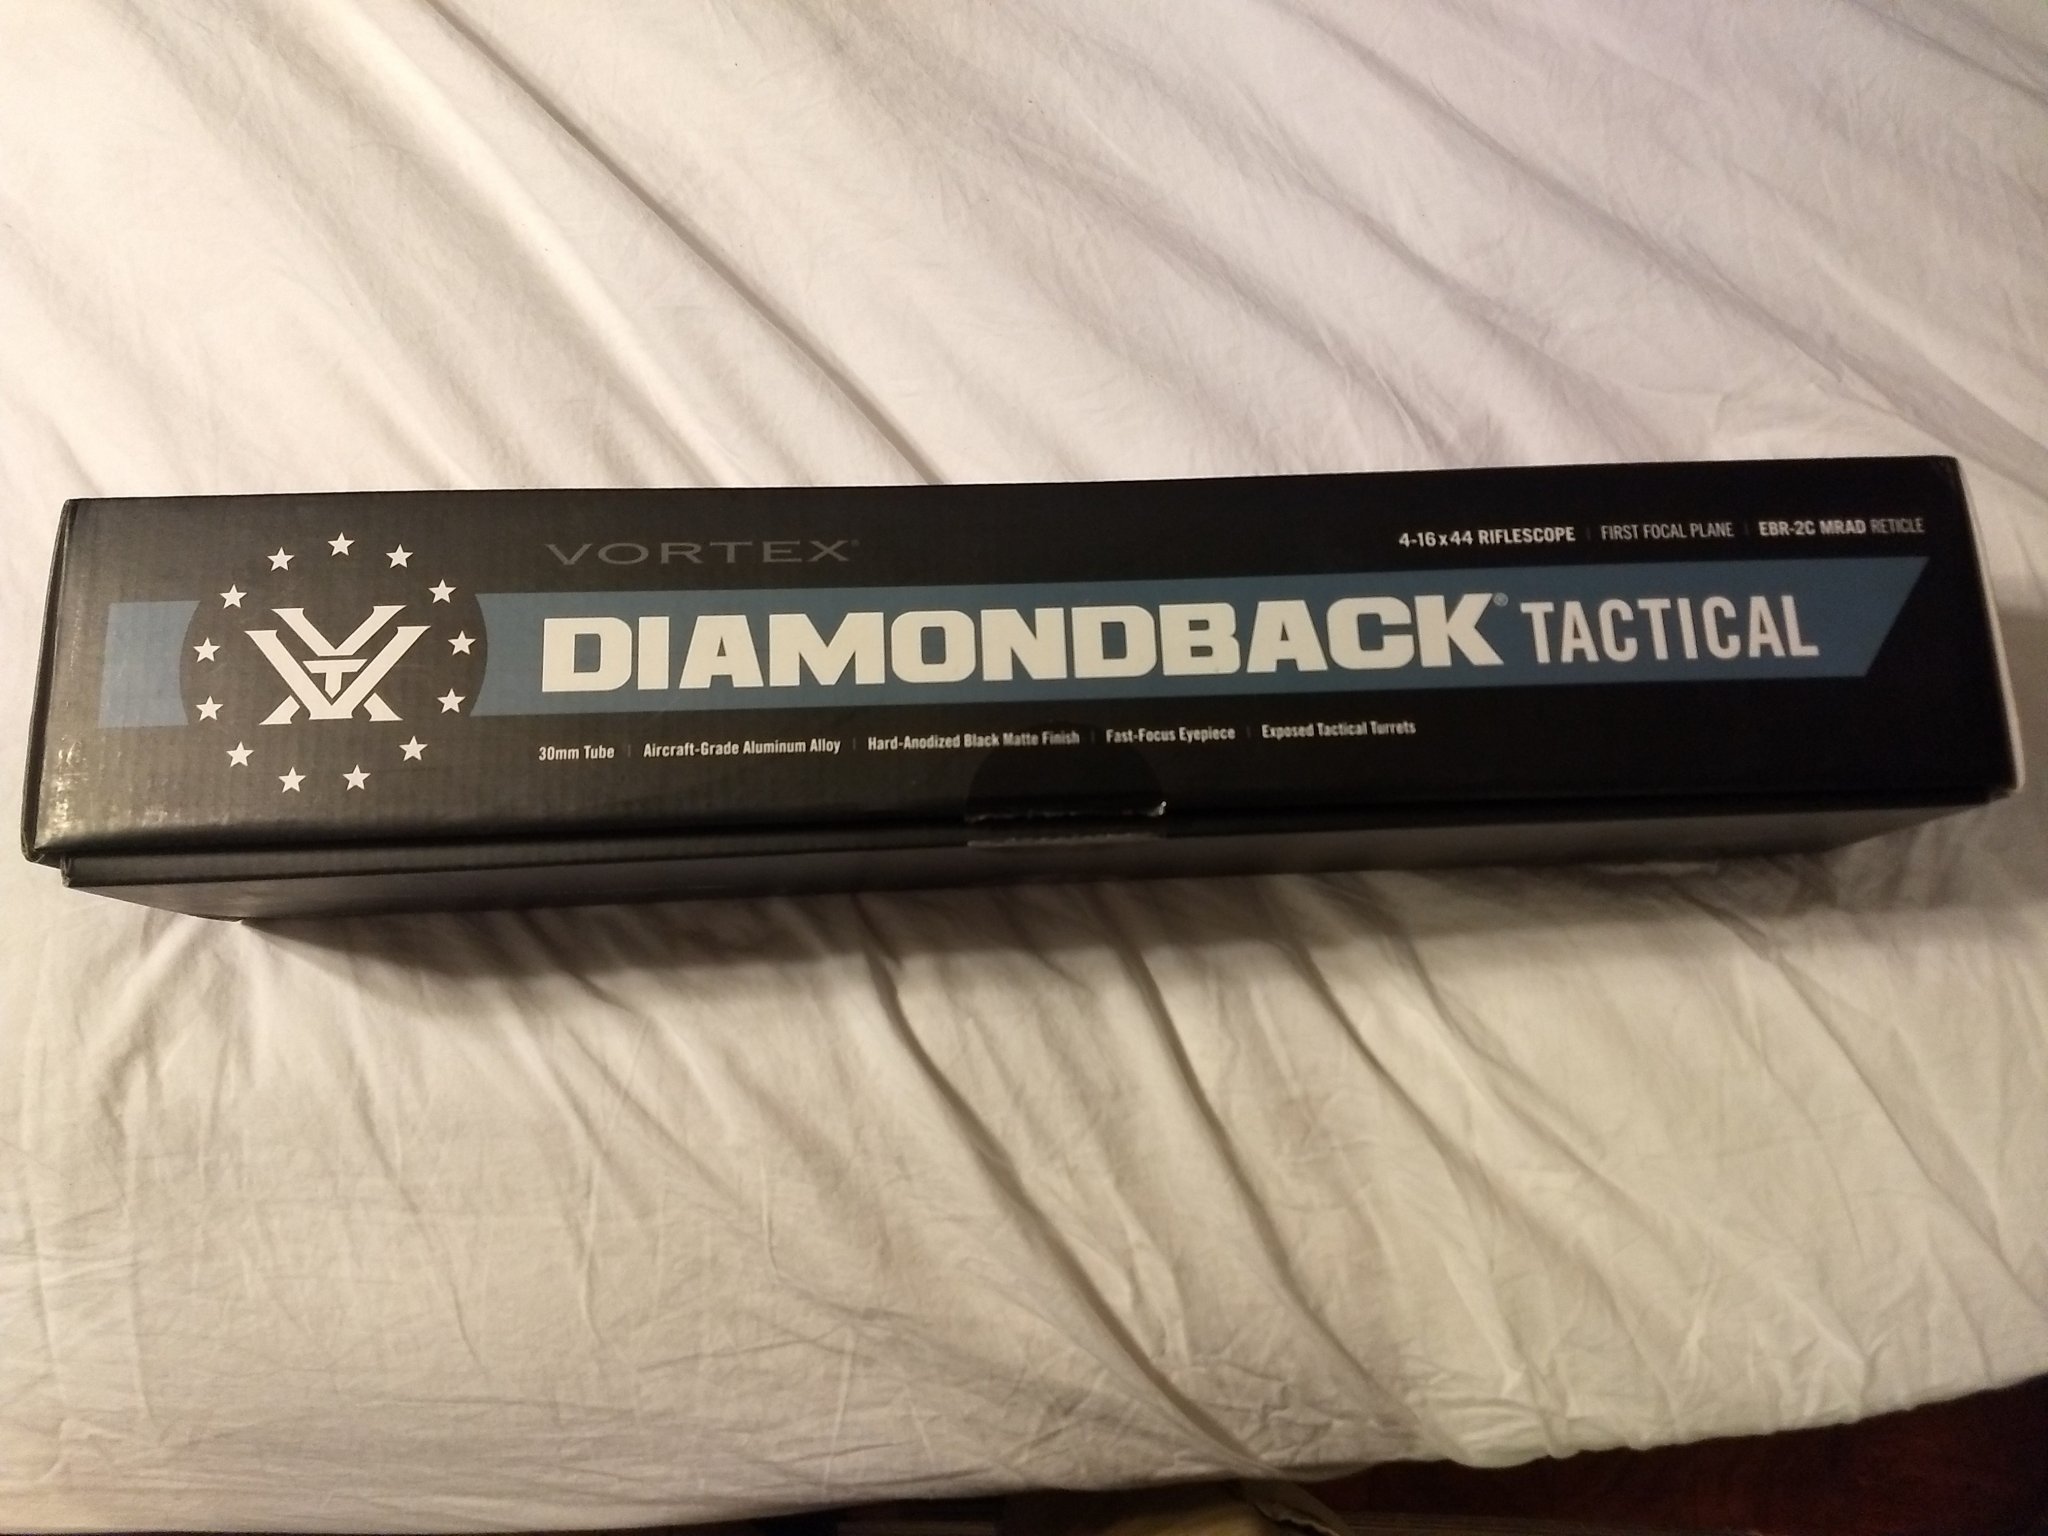 VORTEX®
4-16x44 RIFLESCOPE | FIRST FOCAL PLANE | EBR-2C MRAD RETICLE
DIAMONDBACK® TACTICAL
30mm Tube | Aircraft-Grade Aluminum Alloy | Hard-Anodized Black Matte Finish | Fast-Focus Eyepiece | Exposed Tactical Turrets